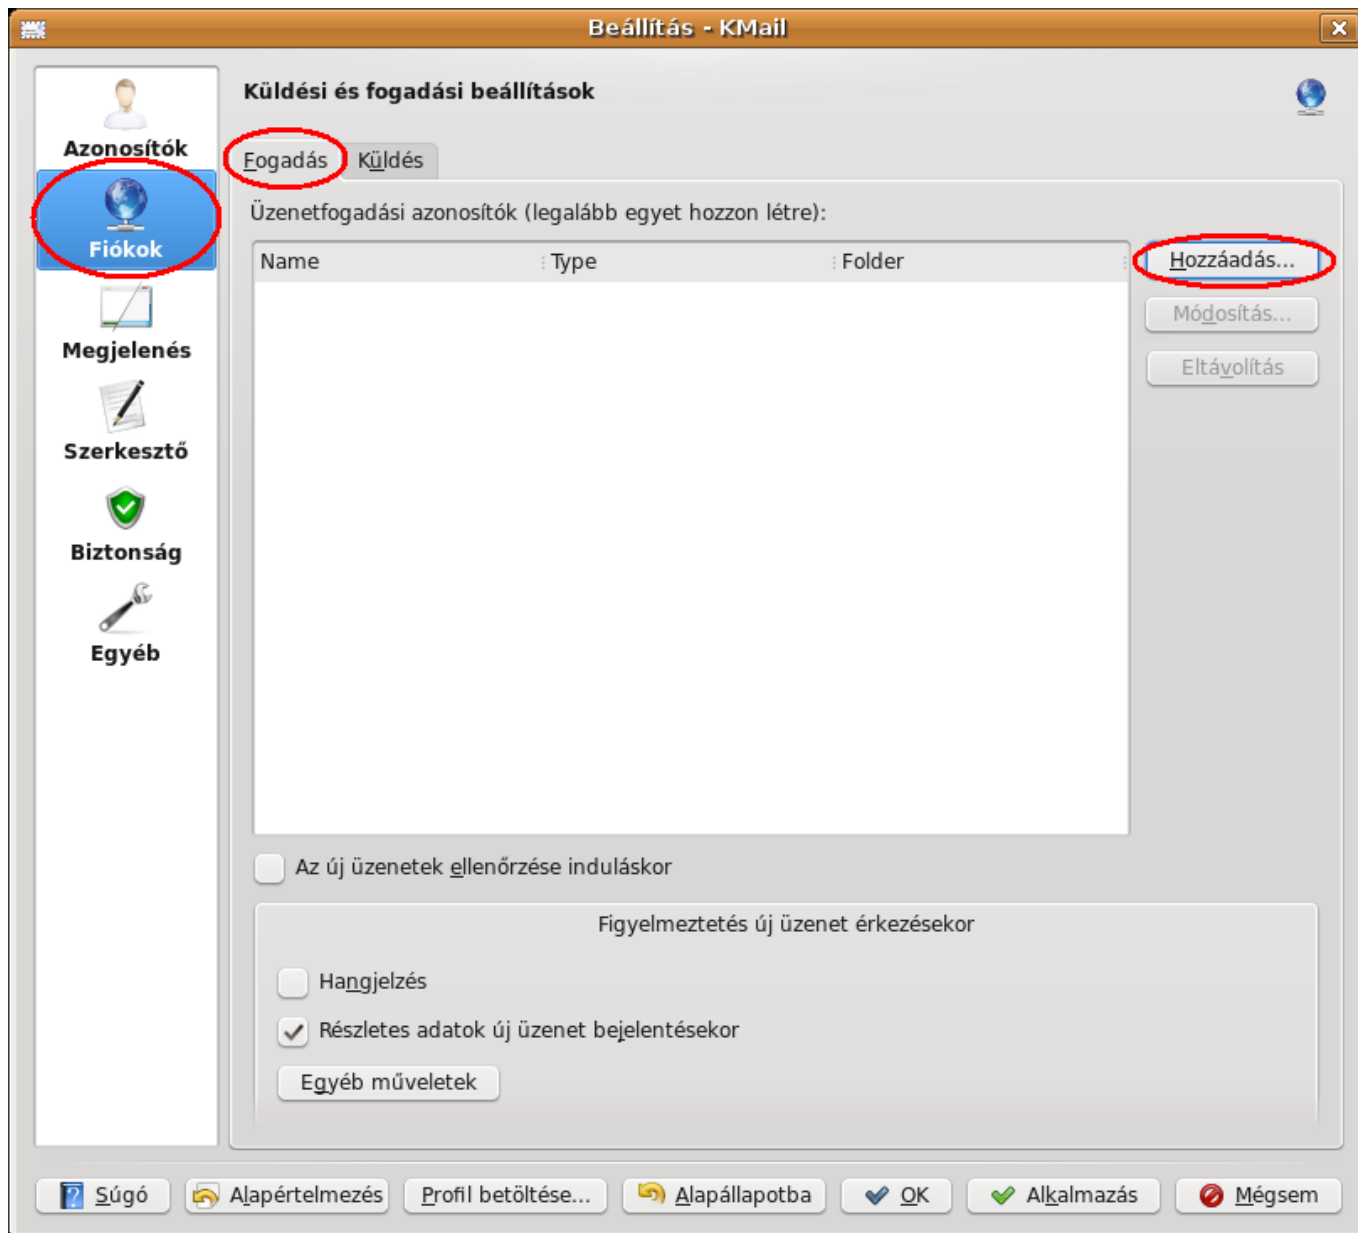 Beállítás - KMail
Azonosítók
Fiókok
Megjelenés
Szerkesztő
Biztonság
Egyéb
Küldési és fogadási beállítások
Fogadás Küldés
Üzenetfogadási azonosítók (legalább egyet hozzon létre):
Name Type Folder
Hozzáadás...
Módosítás...
Eltávolítás
Az új üzenetek ellenőrzése induláskor
Figyelmeztetés új üzenet érkezésekor
Hangjelzés
Részletes adatok új üzenet bejelentésekor
Egyéb műveletek
Súgó Alapértelmezés Profil betöltése... Alapállapotba OK Alkalmazás Mégsem